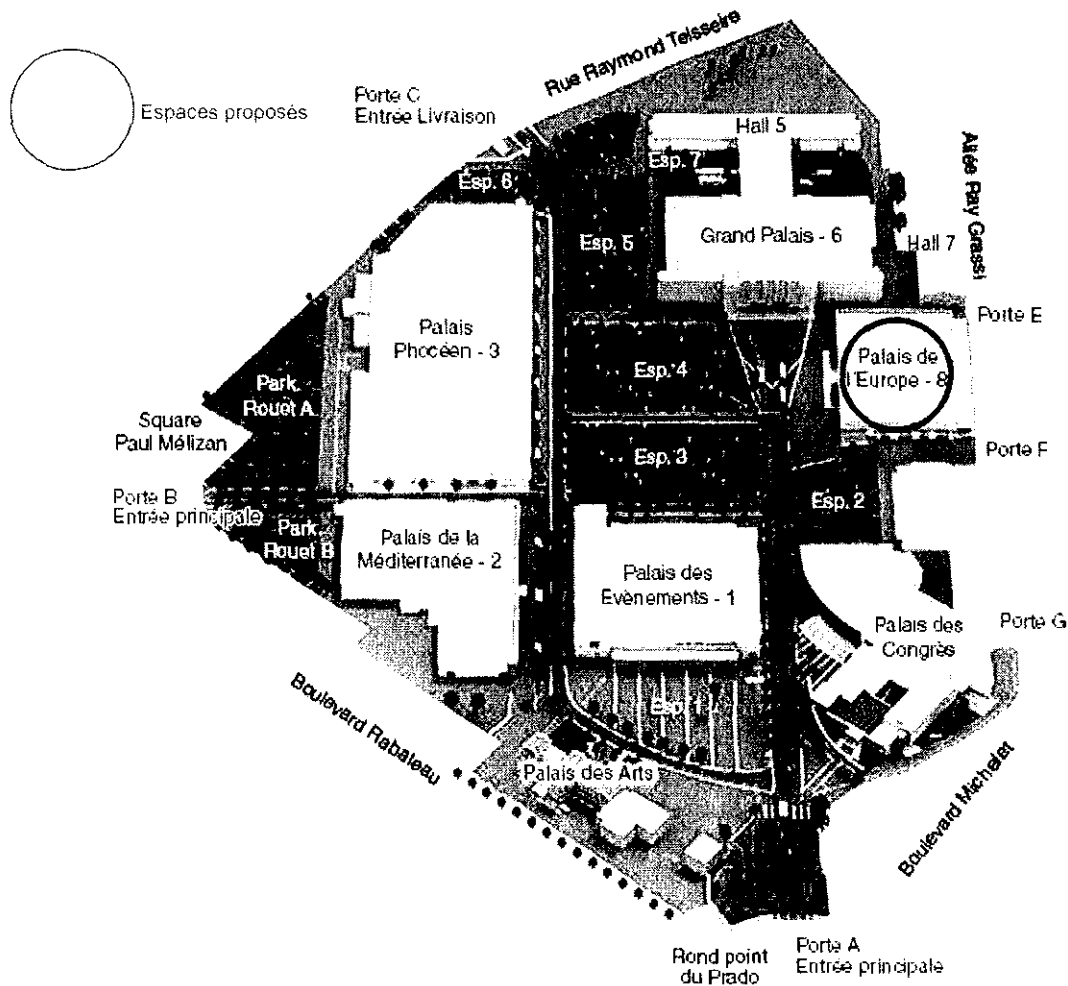 Espaces proposés
Porte C
Entrée Livraison
Rue Raymond Teisseire
Hall 5
Esp. 7
Esp. 6
Allée Ray Grassi
Esp. 5
Grand Palais - 6
Hall 7
Porte E
Palais
Phocéen - 3
Palais de
l'Europe - 8
Esp. 4
Park.
Rouet A
Square
Paul Mélizan
Esp. 3
Porte F
Porte B
Entrée principale
Esp. 2
Park.
Rouet B
Palais de la
Méditerranée - 2
Palais des
Evènements - 1
Palais des
Congrès
Porte G
Esp. 1
Boulevard Rabateau
Palais des Arts
Boulevard Michelet
Rond point
du Prado
Porte A
Entrée principale